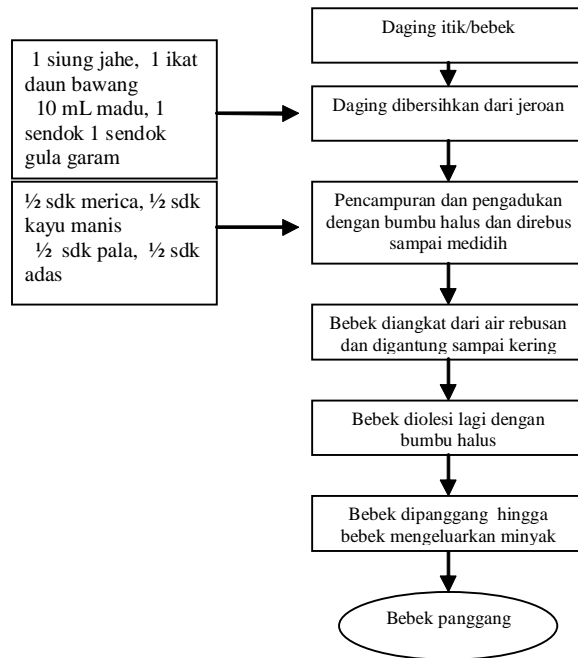 Daging itik/bebek
1 siung jahe, 1 ikat
daun bawang
10 mL madu, 1
sendok 1 sendok
gula garam
Daging dibersihkan dari jeroan
½ sdk merica, ½ sdk
kayu manis
½ sdk pala, ½ sdk
adas
Pencampuran dan pengadukan
dengan bumbu halus dan direbus
sampai medidih
Bebek diangkat dari air rebusan
dan digantung sampai kering
Bebek diolesi lagi dengan
bumbu halus
Bebek dipanggang hingga
bebek mengeluarkan minyak
Bebek panggang